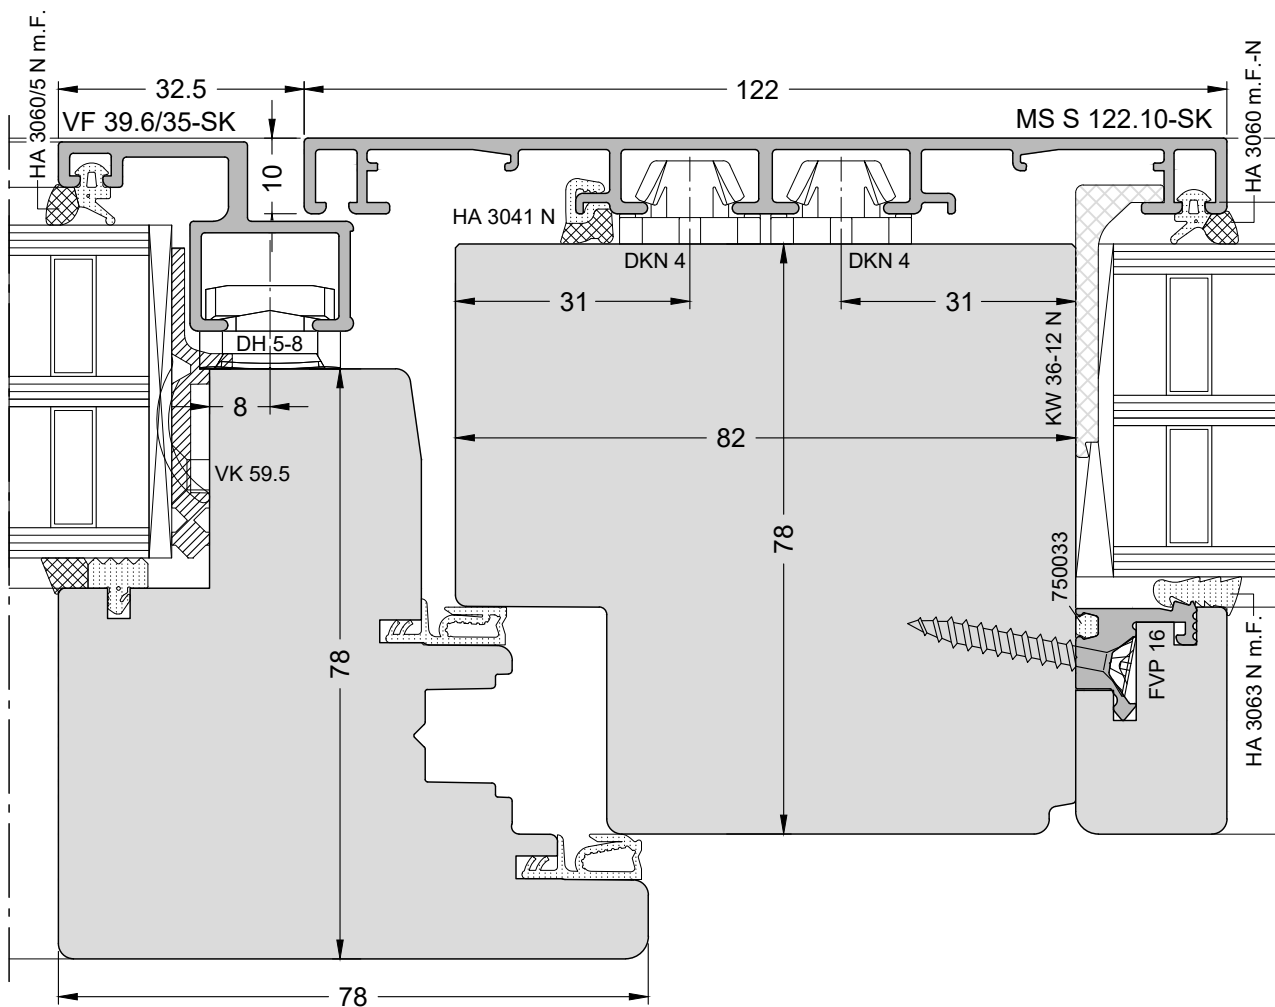 HA 3060/5 N m.F.
32.5
122
HA 3060 m.F.-N
VF 39.6/35-SK
MS S 122.10-SK
10
HA 3041 N
DKN 4
DKN 4
31
31
DH 5-8
KW 36-12 N
8
82
VK 59.5
78
750033
78
FVP 16
HA 3063 N m.F.
78